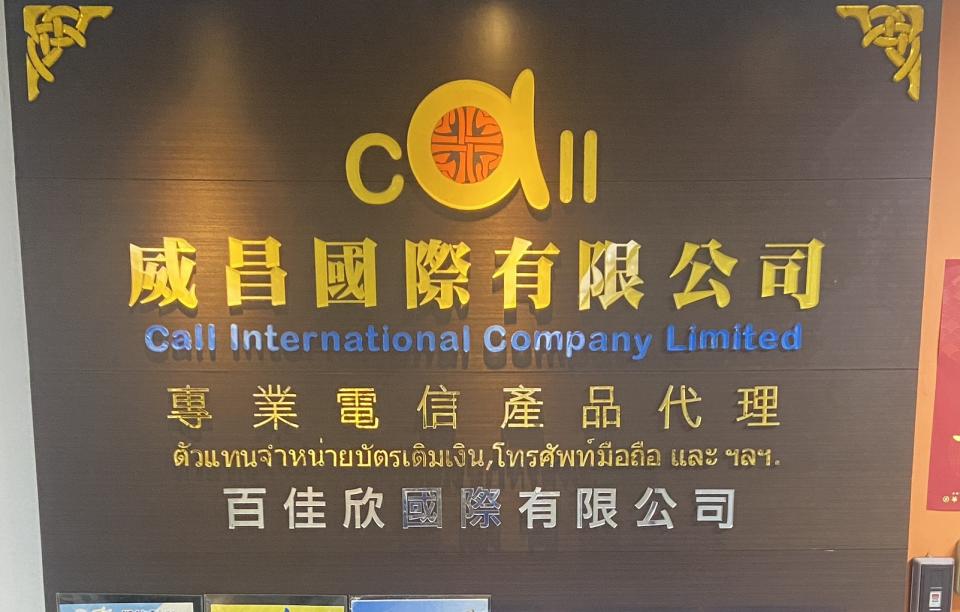 call
威昌國際有限公司
Call International Company Limited
專業電信產品代理
ตัวแทนจำหน่ายบัตรเติมเงิน,โทรศัพท์มือถือ และ ฯลฯ.
百佳欣國際有限公司